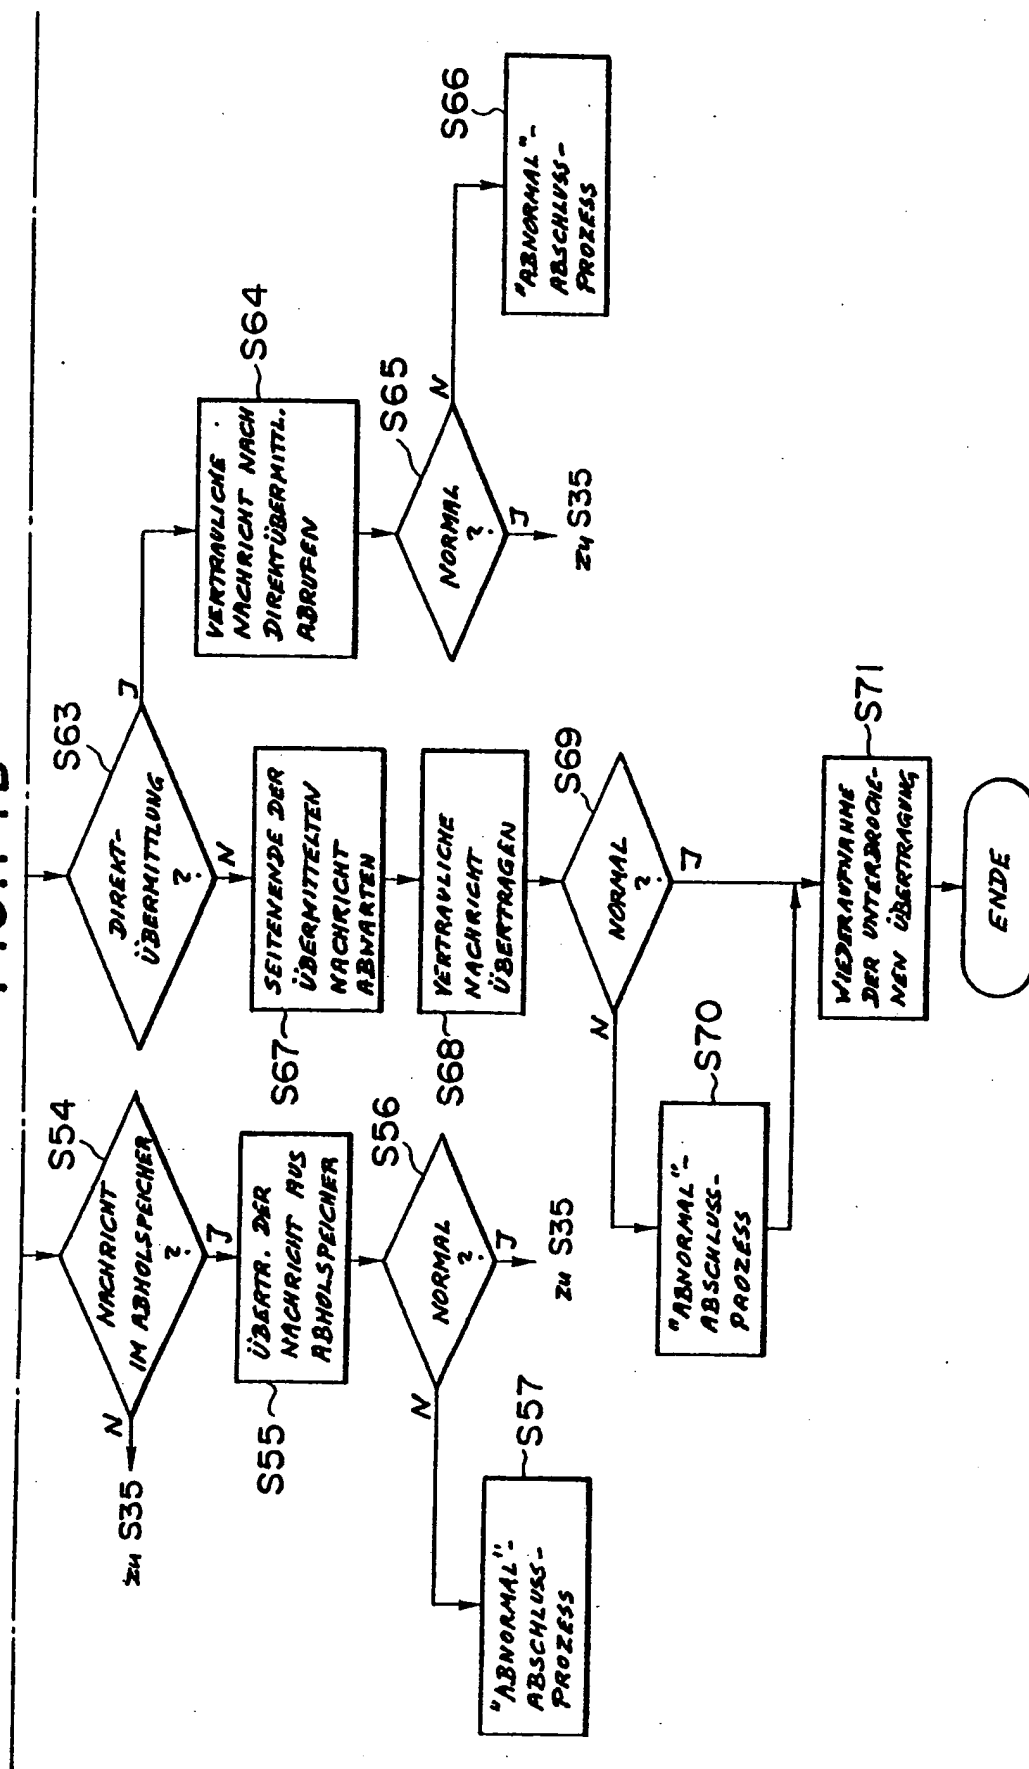 S54
NACHRICHT
IM ABHOLSPEICHER
?
N
J
zu S35
S55
ÜBERTR. DER
NACHRICHT AUS
ABHOLSPEICHER
S56
NORMAL
?
N
J
zu S35
S57
"ABNORMAL"-
ABSCHLUSS-
PROZESS
S63
DIREKT-
ÜBERMITTLUNG
?
J
N
S64
VERTRAULICHE
NACHRICHT NACH
DIREKTÜBERMITTL.
ABRUFEN
S65
NORMAL
?
N
J
zu S35
S66
"ABNORMAL"-
ABSCHLUSS-
PROZESS
S67
SEITENENDE DER
ÜBERMITTELTEN
NACHRICHT
ABWARTEN
S68
VERTRAULICHE
NACHRICHT
ÜBERTRAGEN
S69
NORMAL
?
N
J
S70
"ABNORMAL"-
ABSCHLUSS-
PROZESS
S71
WIEDERAUFNAHME
DER UNTERBROCHE-
NEN ÜBERTRAGUNG
ENDE